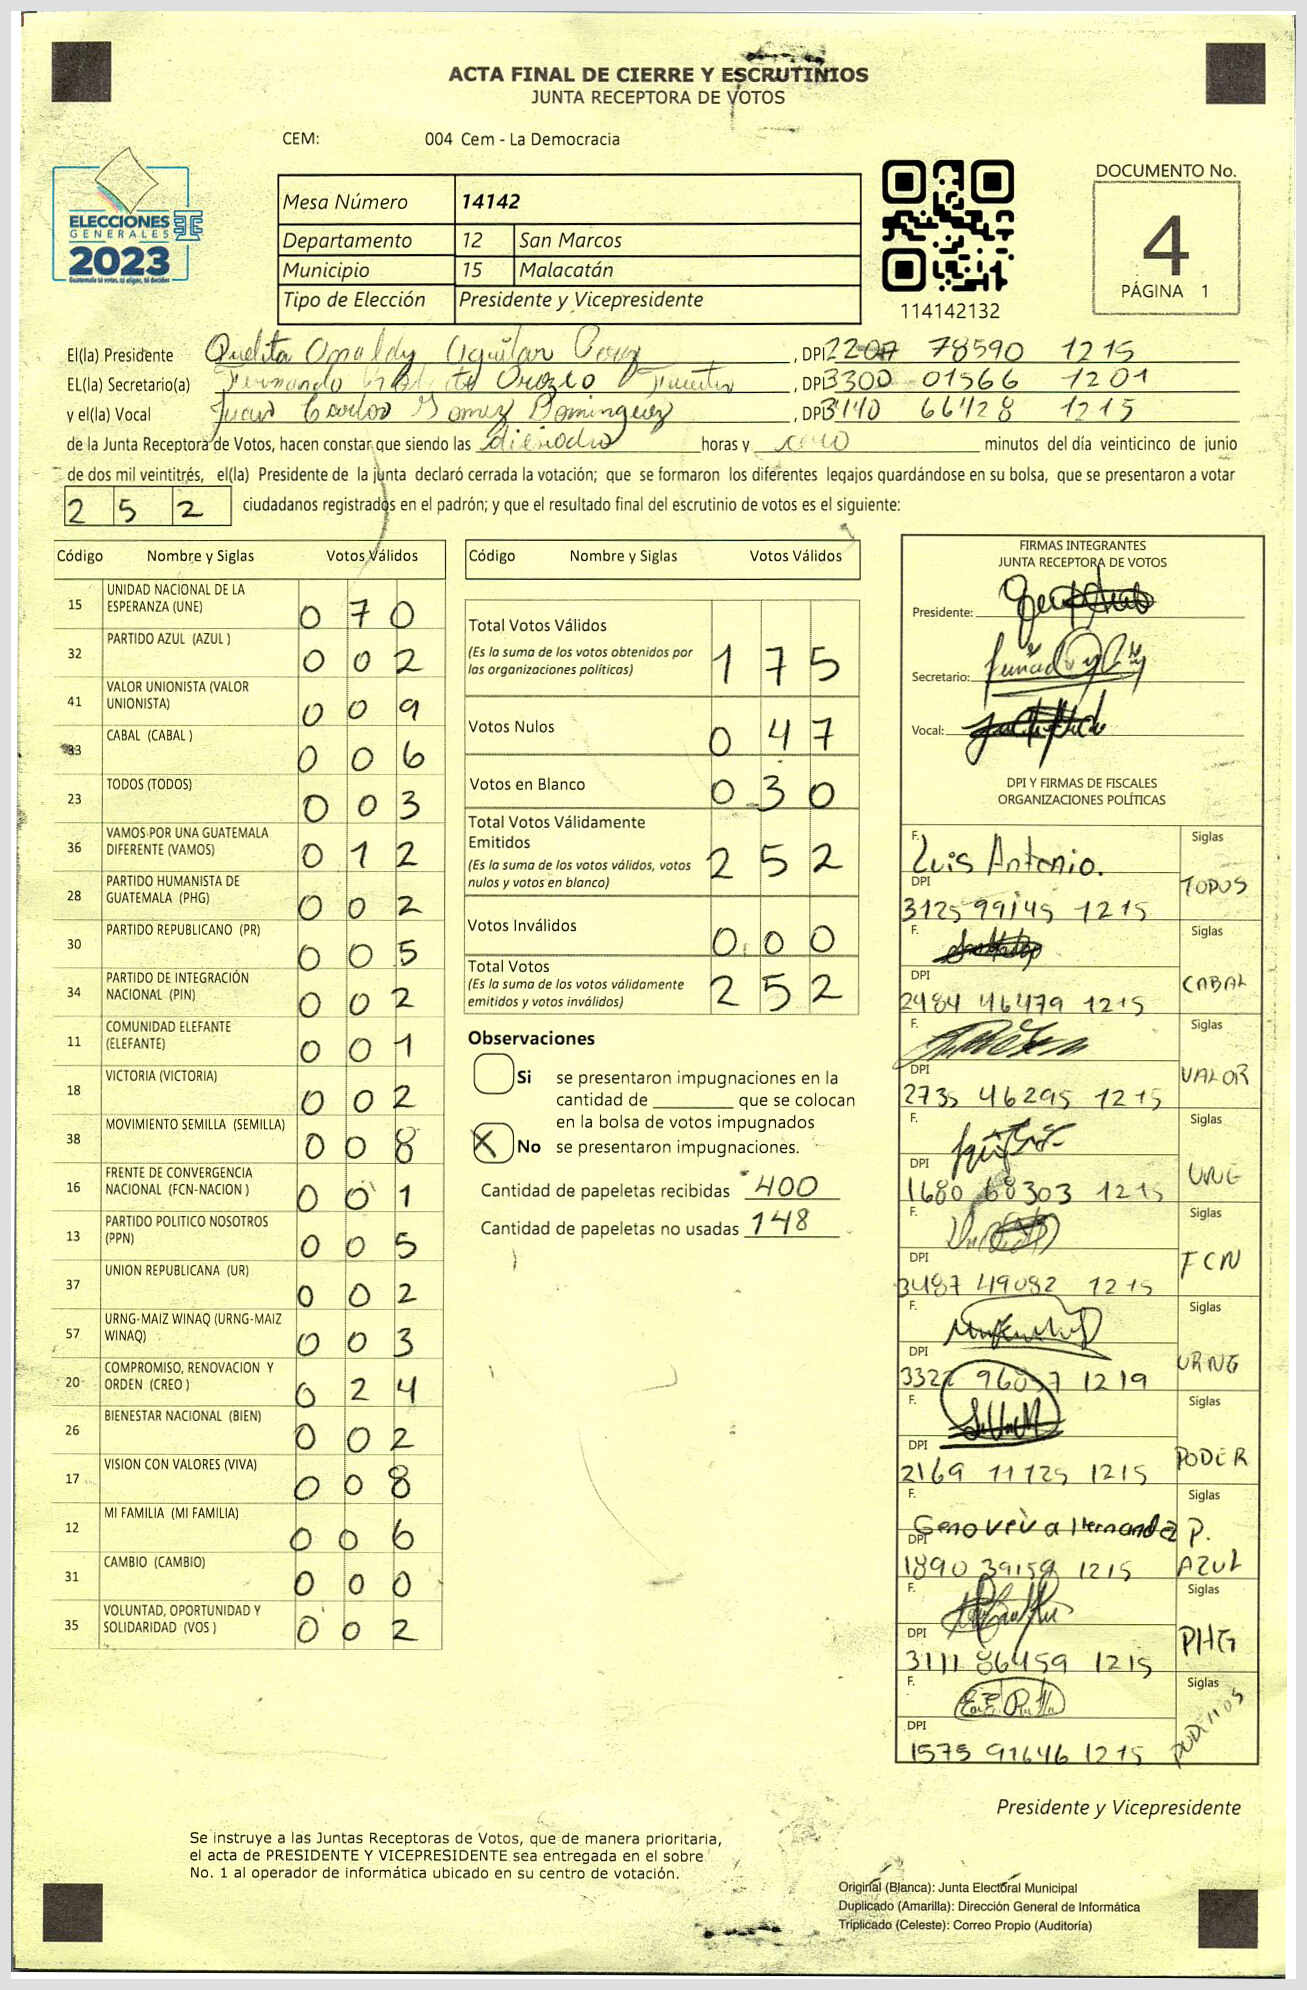 ACTA FINAL DE CIERRE Y ESCRUTINIOS
JUNTA RECEPTORA DE VOTOS
CEM: 004 Cem - La Democracia
ELECCIONES
GENERALES
2023
Guatemala tú votas, tú eliges, tú decides
Mesa Número 14142
Departamento 12 San Marcos
Municipio 15 Malacatán
Tipo de Elección Presidente y Vicepresidente
114142132
DOCUMENTO No.
4
PÁGINA 1
El(la) Presidente Aguilar Perez , DPI 78590 1215
EL(la) Secretario(a) Fernando Orozco Fuentes , DPI 3300 01566 1201
y el(la) Vocal Juan Carlos Gomez Dominguez , DPI 3140 66428 1215
de la Junta Receptora de Votos, hacen constar que siendo las horas y cero minutos del día veinticinco de junio
de dos mil veintitrés, el(la) Presidente de la junta declaró cerrada la votación; que se formaron los diferentes legajos guardándose en su bolsa, que se presentaron a votar
2 5 2 ciudadanos registrados en el padrón; y que el resultado final del escrutinio de votos es el siguiente:
Código Nombre y Siglas Votos Válidos
15 UNIDAD NACIONAL DE LA
ESPERANZA (UNE) 0 7 0
32 PARTIDO AZUL (AZUL ) 0 0 2
41 VALOR UNIONISTA (VALOR
UNIONISTA) 0 0 9
33 CABAL (CABAL ) 0 0 6
23 TODOS (TODOS) 0 0 3
36 VAMOS POR UNA GUATEMALA
DIFERENTE (VAMOS) 0 1 2
28 PARTIDO HUMANISTA DE
GUATEMALA (PHG) 0 0 2
30 PARTIDO REPUBLICANO (PR) 0 0 5
34 PARTIDO DE INTEGRACIÓN
NACIONAL (PIN) 0 0 2
11 COMUNIDAD ELEFANTE
(ELEFANTE) 0 0 1
18 VICTORIA (VICTORIA) 0 0 2
38 MOVIMIENTO SEMILLA (SEMILLA) 0 0 8
16 FRENTE DE CONVERGENCIA
NACIONAL (FCN-NACION ) 0 0 1
13 PARTIDO POLITICO NOSOTROS
(PPN) 0 0 5
37 UNION REPUBLICANA (UR) 0 0 2
57 URNG-MAIZ WINAQ (URNG-MAIZ
WINAQ) 0 0 3
20 COMPROMISO, RENOVACION Y
ORDEN (CREO ) 0 2 4
26 BIENESTAR NACIONAL (BIEN) 0 0 2
17 VISION CON VALORES (VIVA) 0 0 8
12 MI FAMILIA (MI FAMILIA) 0 0 6
31 CAMBIO (CAMBIO) 0 0 0
35 VOLUNTAD, OPORTUNIDAD Y
SOLIDARIDAD (VOS ) 0 0 2
Código Nombre y Siglas Votos Válidos
Total Votos Válidos
(Es la suma de los votos obtenidos por
las organizaciones políticas) 1 7 5
Votos Nulos 0 4 7
Votos en Blanco 0 3 0
Total Votos Válidamente
Emitidos
(Es la suma de los votos válidos, votos
nulos y votos en blanco) 2 5 2
Votos Inválidos 0 0 0
Total Votos
(Es la suma de los votos válidamente
emitidos y votos inválidos) 2 5 2
Observaciones
Si se presentaron impugnaciones en la
cantidad de ________ que se colocan
en la bolsa de votos impugnados
X No se presentaron impugnaciones.
Cantidad de papeletas recibidas 400
Cantidad de papeletas no usadas 148
FIRMAS INTEGRANTES
JUNTA RECEPTORA DE VOTOS
Presidente:
Secretario:
Vocal:
DPI Y FIRMAS DE FISCALES
ORGANIZACIONES POLÍTICAS
F. Luis Antonio. Siglas
DPI TODOS
3125 99145 1215
F. Siglas
DPI CABAL
2484 46479 1215
F. Siglas
DPI VALOR
2735 46295 1215
F. Siglas
DPI UNE
1680 68303 1215
F. Siglas
DPI FCN
3487 49082 1215
F. Siglas
DPI URNG
3322 1219
F. Siglas
DPI PODER
2169 11125 1215
F. Genoveva Hernandez Siglas
DPI P. AZUL
1890 39159 1215
F. Siglas
DPI PHG
3111 86459 1215
F. Siglas
DPI PODEMOS
1575 91646 1215
Presidente y Vicepresidente
Se instruye a las Juntas Receptoras de Votos, que de manera prioritaria,
el acta de PRESIDENTE Y VICEPRESIDENTE sea entregada en el sobre
No. 1 al operador de informática ubicado en su centro de votación.
Original (Blanca): Junta Electoral Municipal
Duplicado (Amarilla): Dirección General de Informática
Triplicado (Celeste): Correo Propio (Auditoría)